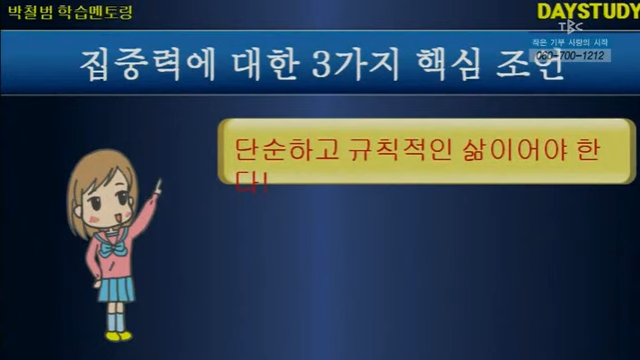 박철범 학습멘토링
DAYSTUDY
TBC
작은 기부 사랑의 시작
060-700-1212
집중력에 대한 3가지 핵심 조언
단순하고 규칙적인 삶이어야 한
다!